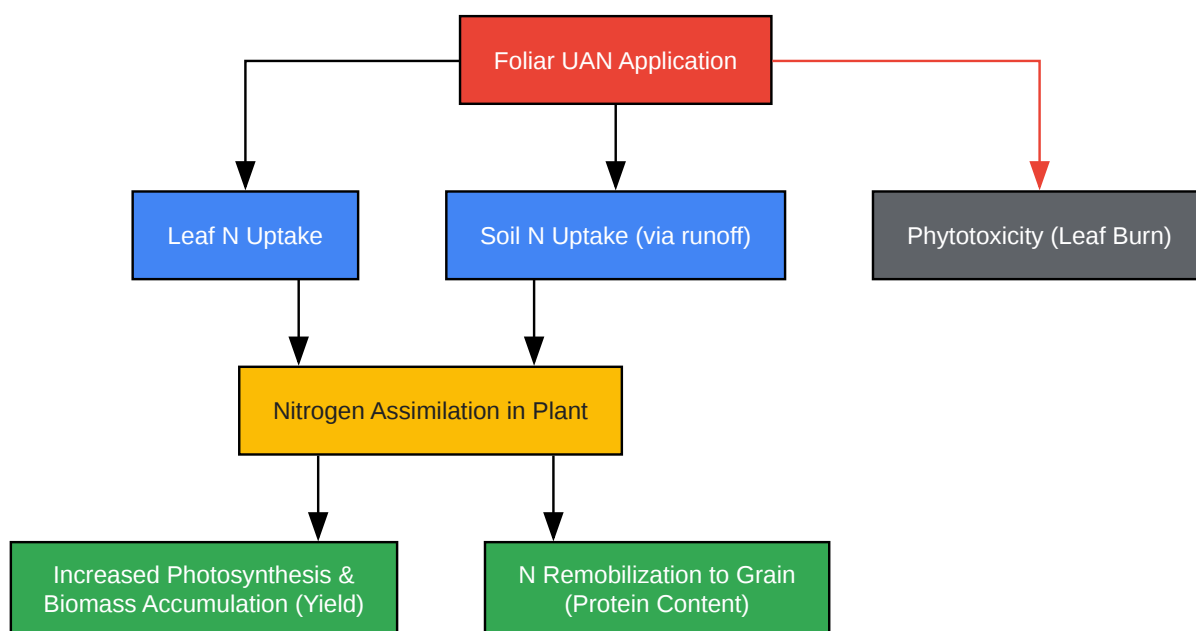 Foliar UAN Application
Leaf N Uptake
Soil N Uptake (via runoff)
Phytotoxicity (Leaf Burn)
Nitrogen Assimilation in Plant
Increased Photosynthesis &
Biomass Accumulation (Yield)
N Remobilization to Grain
(Protein Content)